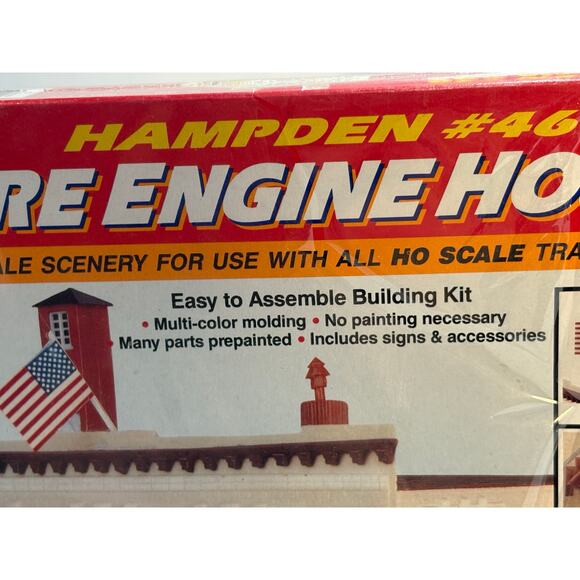 HAMPDEN #46
RE ENGINE HO
ALE SCENERY FOR USE WITH ALL HO SCALE TRA
Easy to Assemble Building Kit
• Multi-color molding • No painting necessary
• Many parts prepainted • Includes signs & accessories